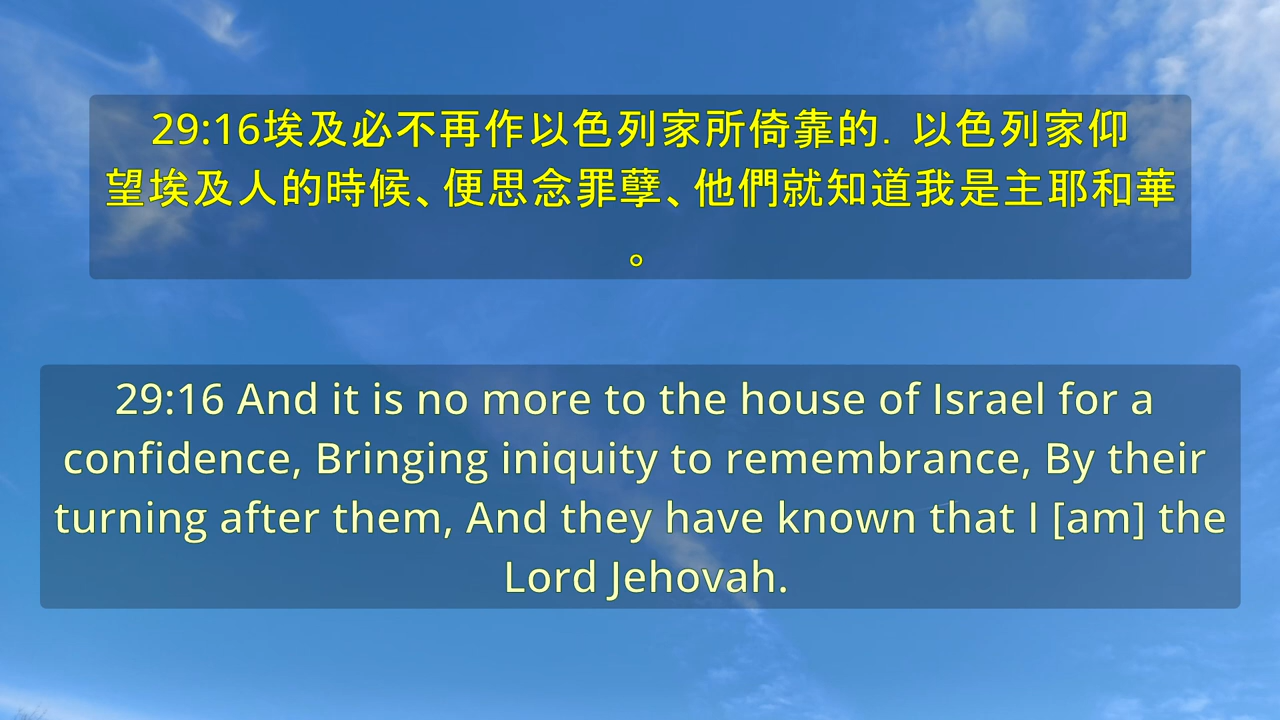 29:16埃及必不再作以色列家所倚靠的．以色列家仰
望埃及人的時候、便思念罪孽、他們就知道我是主耶和華
。
29:16 And it is no more to the house of Israel for a
confidence, Bringing iniquity to remembrance, By their
turning after them, And they have known that I [am] the
Lord Jehovah.